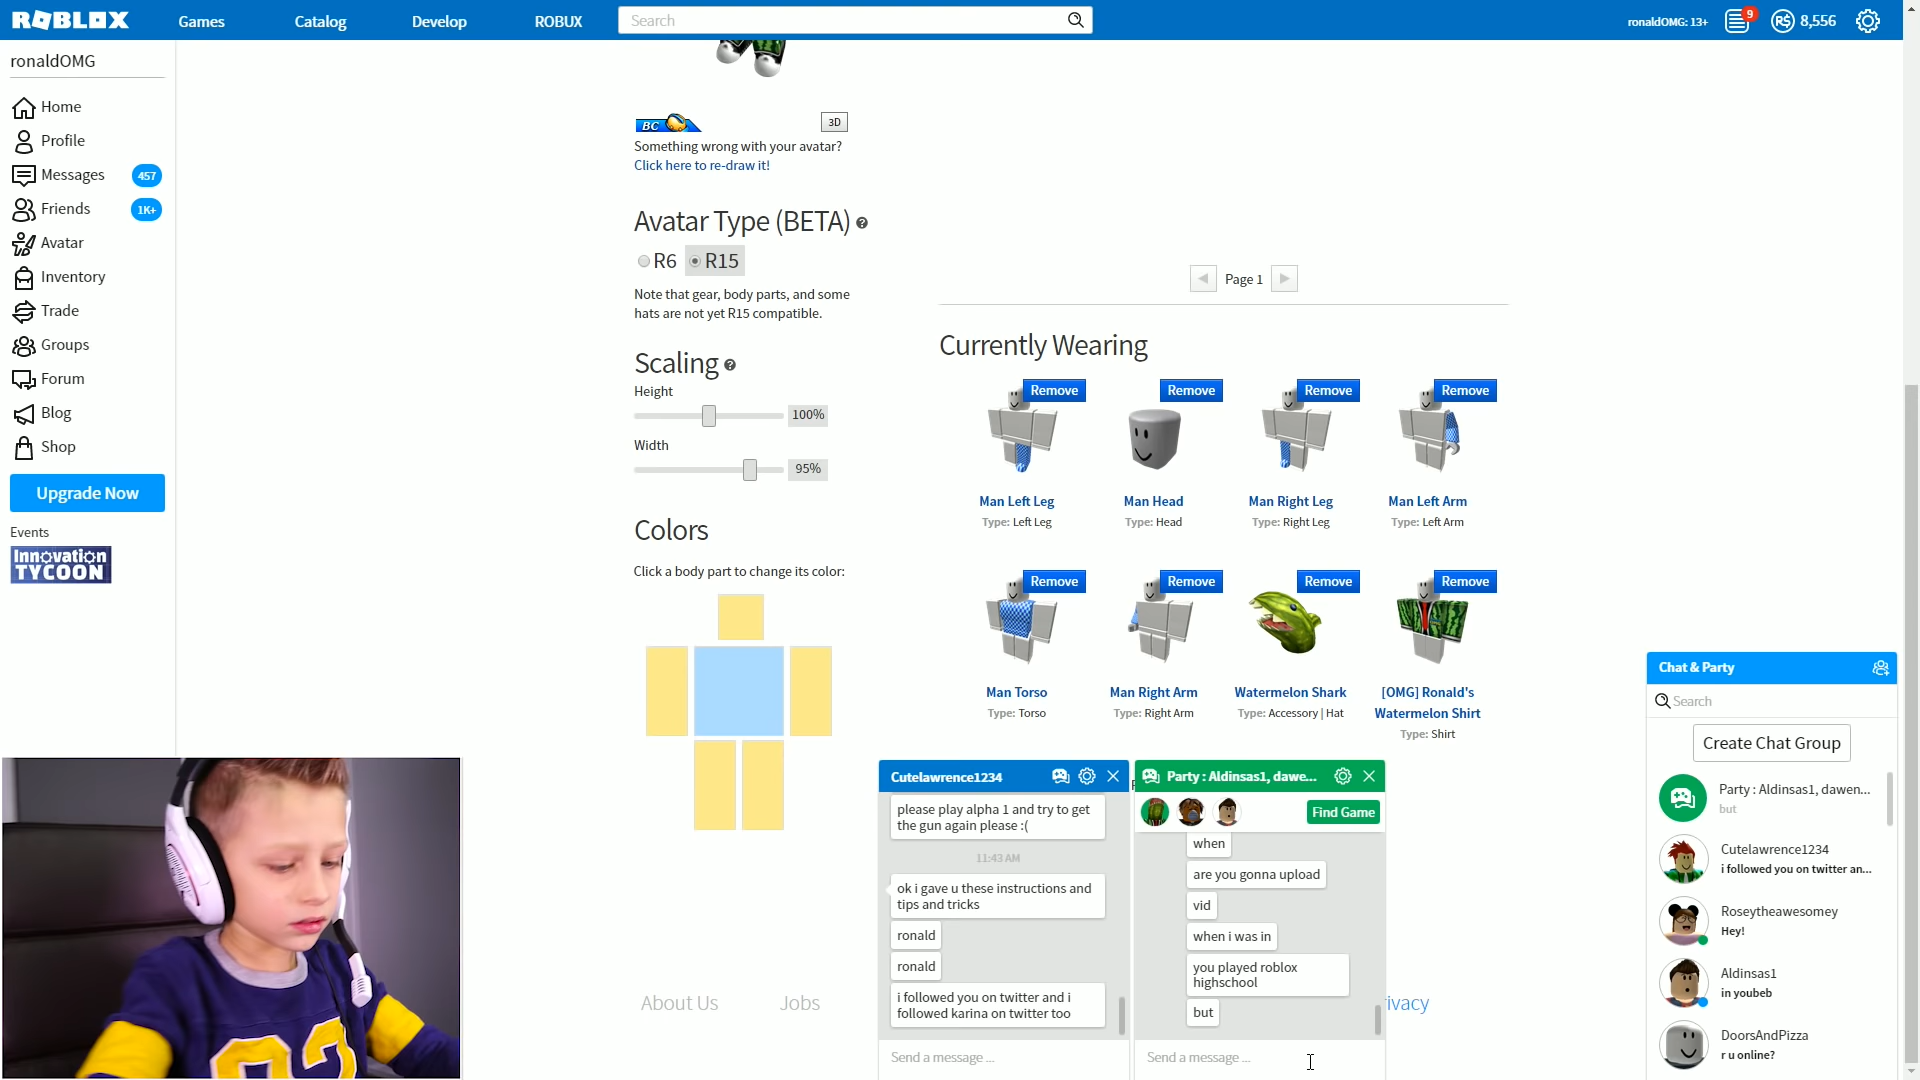 ROBLOX
Games
Catalog
Develop
ROBUX
Search
ronaldOMG: 13+
9
R$ 8,556
ronaldOMG
Home
Profile
Messages
457
Friends
1K+
Avatar
Inventory
Trade
Groups
Forum
Blog
Shop
Upgrade Now
Events
Innovation
TYCOON
BC
3D
Something wrong with your avatar?
Click here to re-draw it!
Avatar Type (BETA)
R6
R15
Note that gear, body parts, and some
hats are not yet R15 compatible.
Scaling
Height
100%
Width
95%
Colors
Click a body part to change its color:
Page 1
Currently Wearing
Remove
Remove
Remove
Remove
Man Left Leg
Man Head
Man Right Leg
Man Left Arm
Type: Left Leg
Type: Head
Type: Right Leg
Type: Left Arm
Remove
Remove
Remove
Remove
Man Torso
Man Right Arm
Watermelon Shark
[OMG] Ronald's
Watermelon Shirt
Type: Torso
Type: Right Arm
Type: Accessory | Hat
Type: Shirt
About Us
Jobs
ivacy
Cutelawrence1234
please play alpha 1 and try to get
the gun again please :(
11:43 AM
ok i gave u these instructions and
tips and tricks
ronald
ronald
i followed you on twitter and i
followed karina on twitter too
Send a message ...
Party : Aldinsas1, dawe...
Find Game
when
are you gonna upload
vid
when i was in
you played roblox
highschool
but
Send a message ...
Chat & Party
Search
Create Chat Group
Party : Aldinsas1, dawen...
but
Cutelawrence1234
i followed you on twitter an...
Roseytheawesomey
Hey!
Aldinsas1
in youbeb
DoorsAndPizza
r u online?